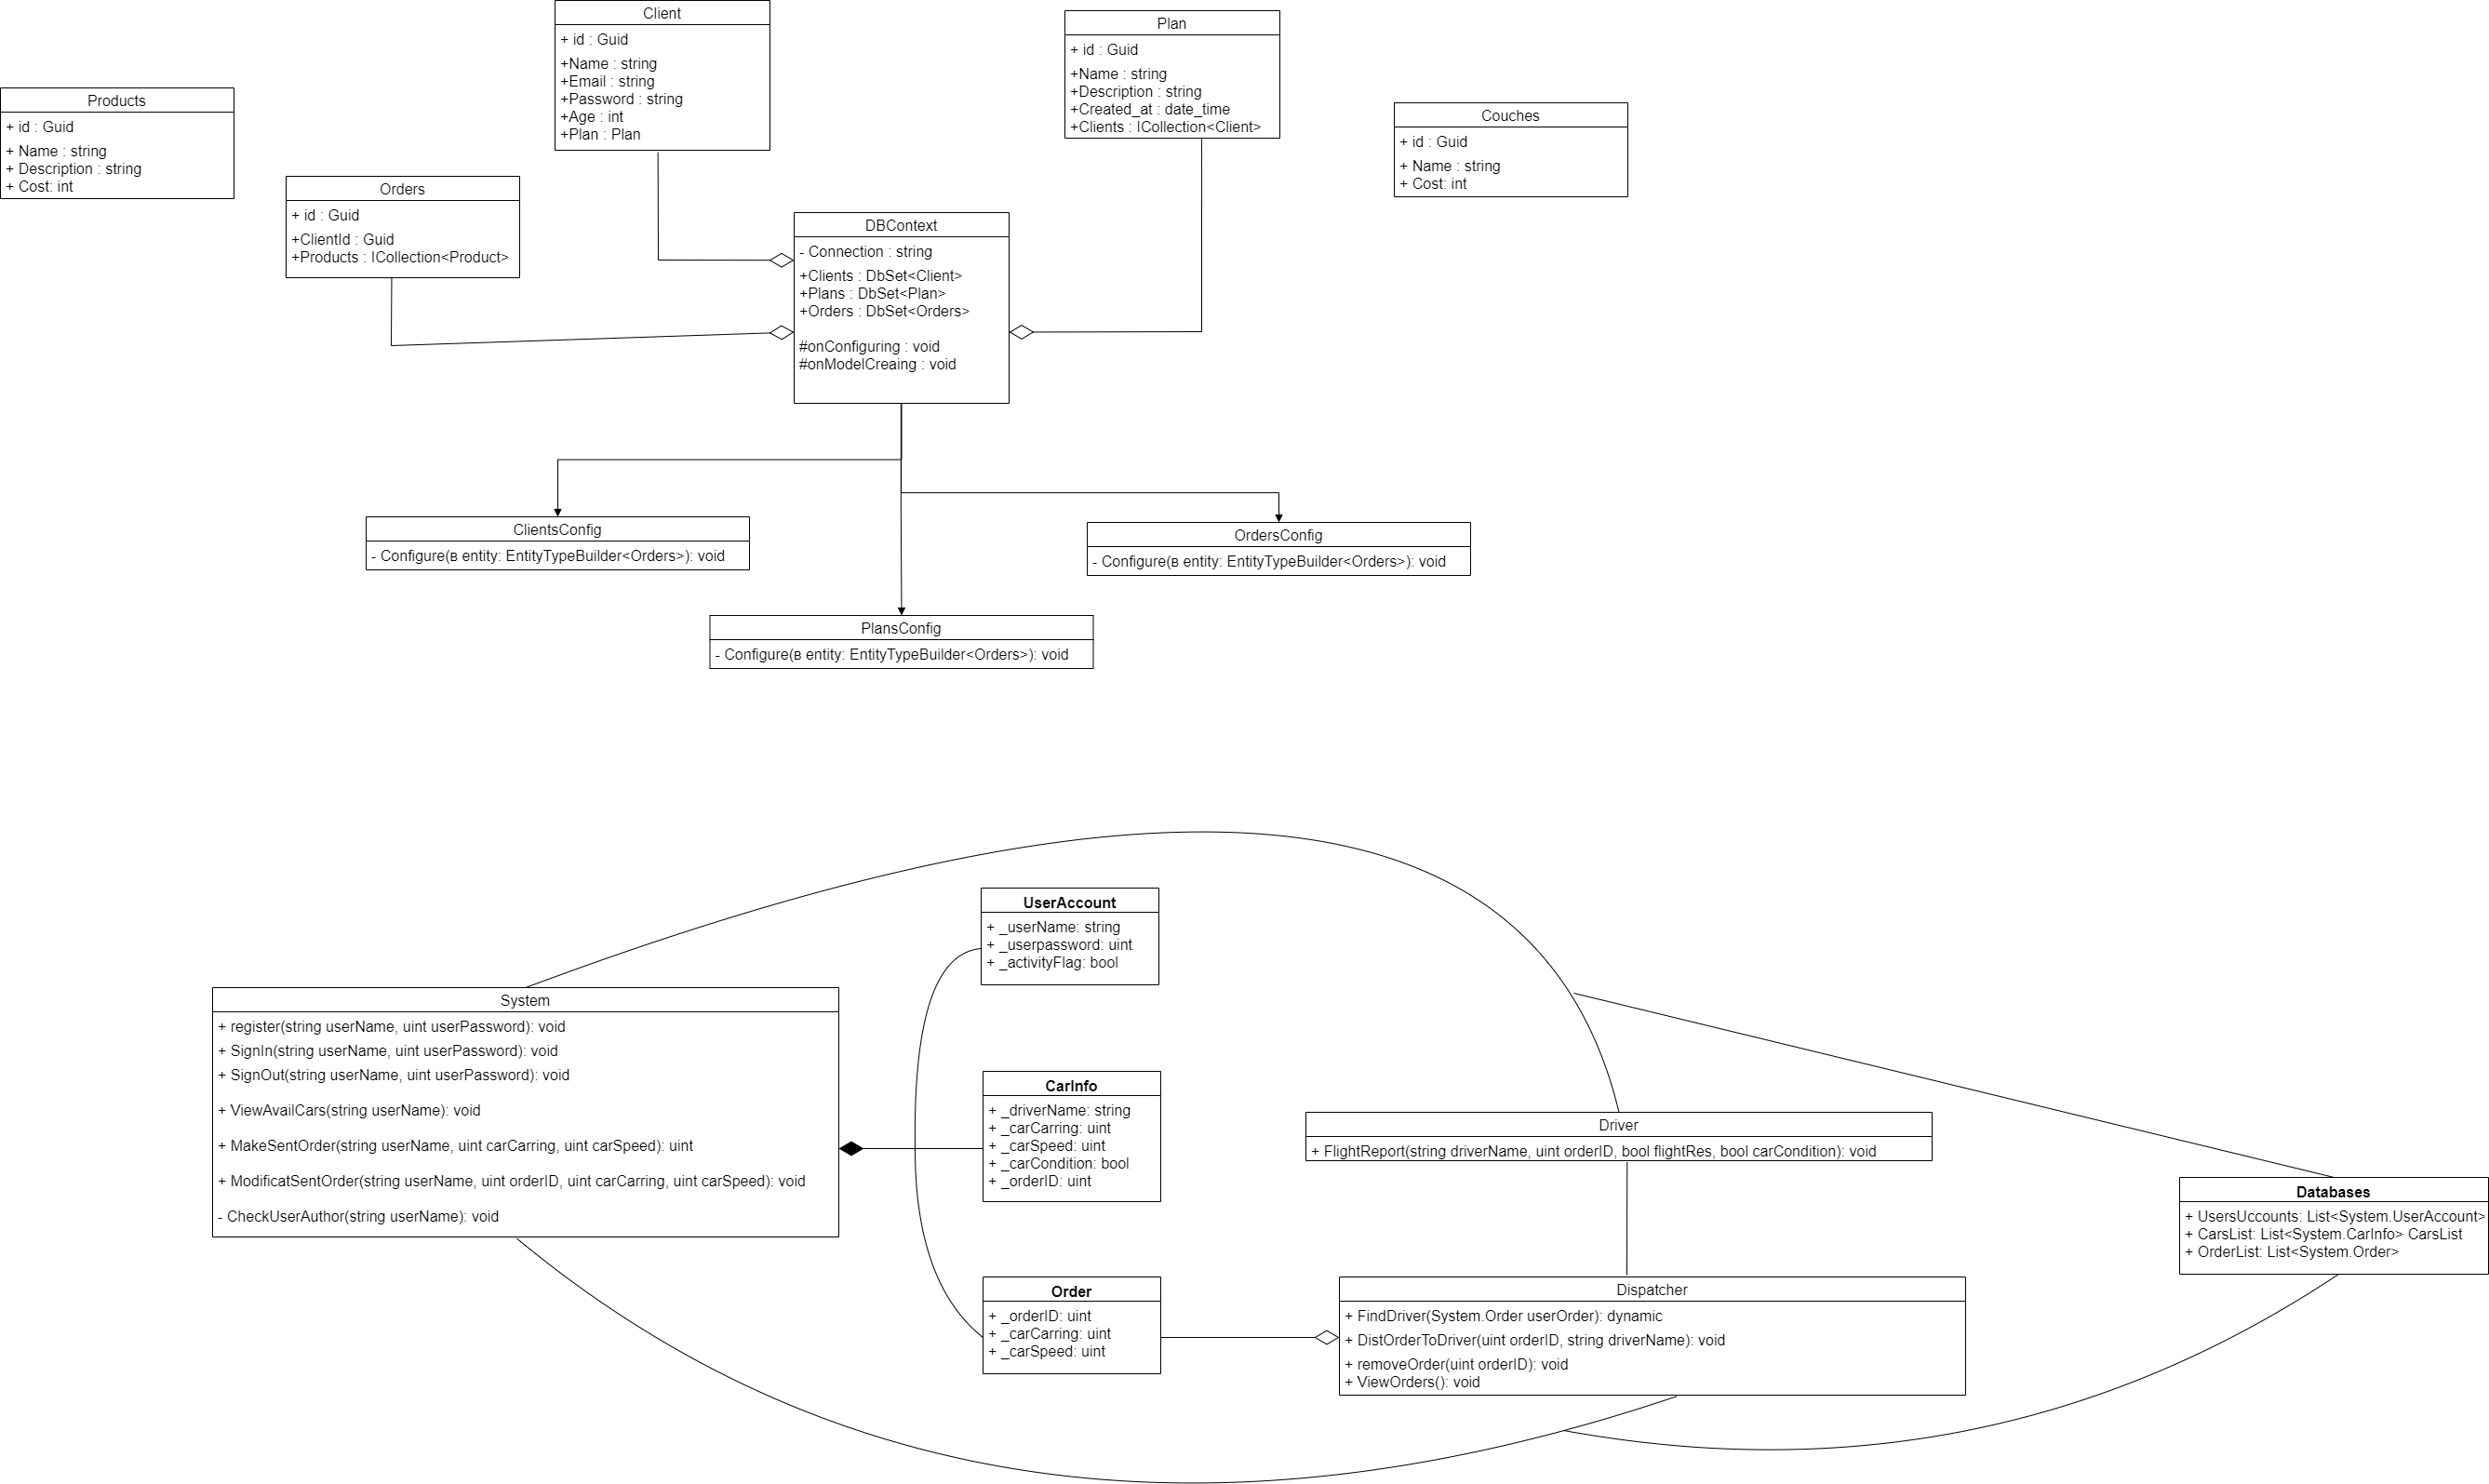 Client
+ id : Guid
+Name : string
+Email : string
+Password : string
+Age : int
+Plan : Plan
Plan
+ id : Guid
+Name : string
+Description : string
+Created_at : date_time
+Clients : ICollection<Client>
Products
+ id : Guid
+ Name : string
+ Description : string
+ Cost: int
Couches
+ id : Guid
+ Name : string
+ Cost: int
Orders
+ id : Guid
+ClientId : Guid
+Products : ICollection<Product>
DBContext
- Connection : string
+Clients : DbSet<Client>
+Plans : DbSet<Plan>
+Orders : DbSet<Orders>
#onConfiguring : void
#onModelCreaing : void
ClientsConfig
- Configure(в entity: EntityTypeBuilder<Orders>): void
OrdersConfig
- Configure(в entity: EntityTypeBuilder<Orders>): void
PlansConfig
- Configure(в entity: EntityTypeBuilder<Orders>): void
UserAccount
+ _userName: string
+ _userpassword: uint
+ _activityFlag: bool
System
+ register(string userName, uint userPassword): void
+ SignIn(string userName, uint userPassword): void
+ SignOut(string userName, uint userPassword): void
+ ViewAvailCars(string userName): void
+ MakeSentOrder(string userName, uint carCarring, uint carSpeed): uint
+ ModificatSentOrder(string userName, uint orderID, uint carCarring, uint carSpeed): void
- CheckUserAuthor(string userName): void
CarInfo
+ _driverName: string
+ _carCarring: uint
+ _carSpeed: uint
+ _carCondition: bool
+ _orderID: uint
Driver
+ FlightReport(string driverName, uint orderID, bool flightRes, bool carCondition): void
Databases
+ UsersUccounts: List<System.UserAccount>
+ CarsList: List<System.CarInfo> CarsList
+ OrderList: List<System.Order>
Order
+ _orderID: uint
+ _carCarring: uint
+ _carSpeed: uint
Dispatcher
+ FindDriver(System.Order userOrder): dynamic
+ DistOrderToDriver(uint orderID, string driverName): void
+ removeOrder(uint orderID): void
+ ViewOrders(): void